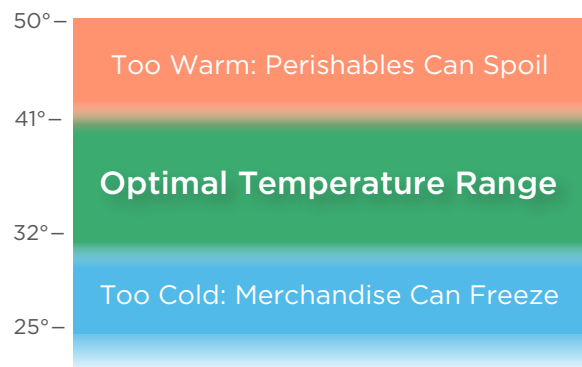 50° –
Too Warm: Perishables Can Spoil
41° –
Optimal Temperature Range
32° –
Too Cold: Merchandise Can Freeze
25° –